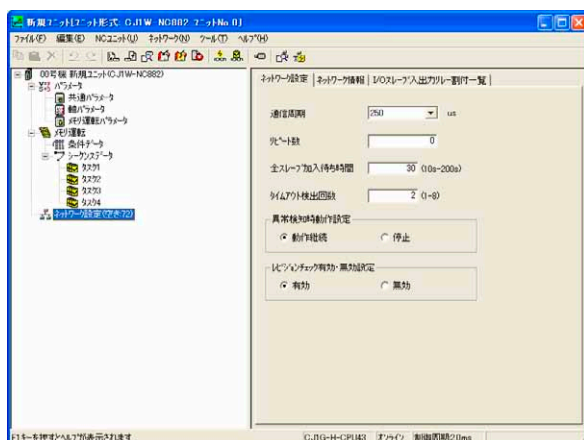 新規ユニット[ユニット形式 CJ1W-NC882 ユニットNo.0]
ファイル(F) 編集(E) NCユニット(U) ネットワーク(N) ツール(T) ヘルプ(H)
00号機 新規ユニット(CJ1W-NC882)
パラメータ
共通パラメータ
軸パラメータ
メモリ運転パラメータ
メモリ運転
条件データ
シーケンスデータ
タスク1
タスク2
タスク3
タスク4
ネットワーク設定(空き:72)
ネットワーク設定 ネットワーク情報 I/Oスレーブ入出力リレー割付一覧
通信周期 250 us
リピート数 0
全スレーブ加入待ち時間 30 (10s-200s)
タイムアウト検出回数 2 (1-8)
異常検知時動作設定
動作継続 停止
レビジョンチェック有効・無効設定
有効 無効
F1キーを押すとヘルプが表示されます CJ1G-H-CPU43 オンライン 制御周期20ms